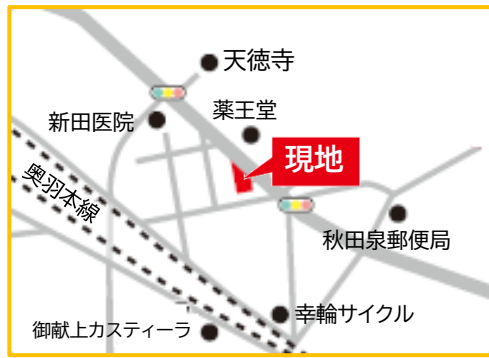 天徳寺
薬王堂
新田医院
現地
奥羽本線
秋田泉郵便局
幸輪サイクル
御献上カスティーラ